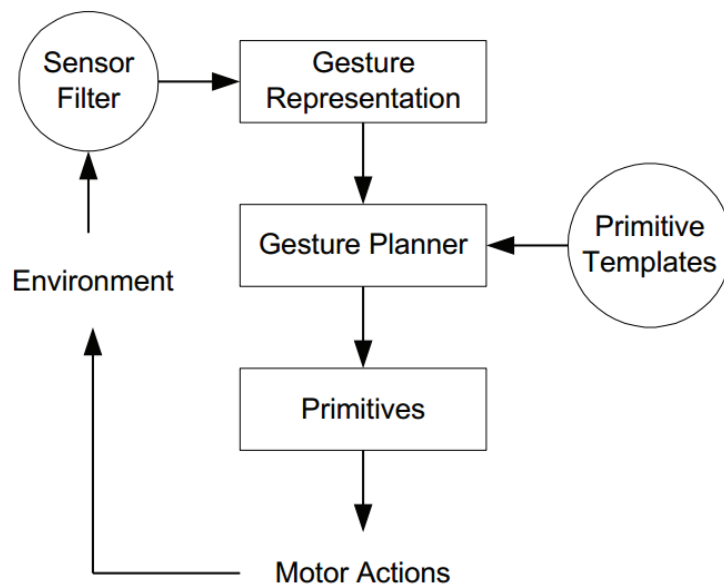 Sensor
Filter
Gesture
Representation
Gesture Planner
Primitive
Templates
Environment
Primitives
Motor Actions